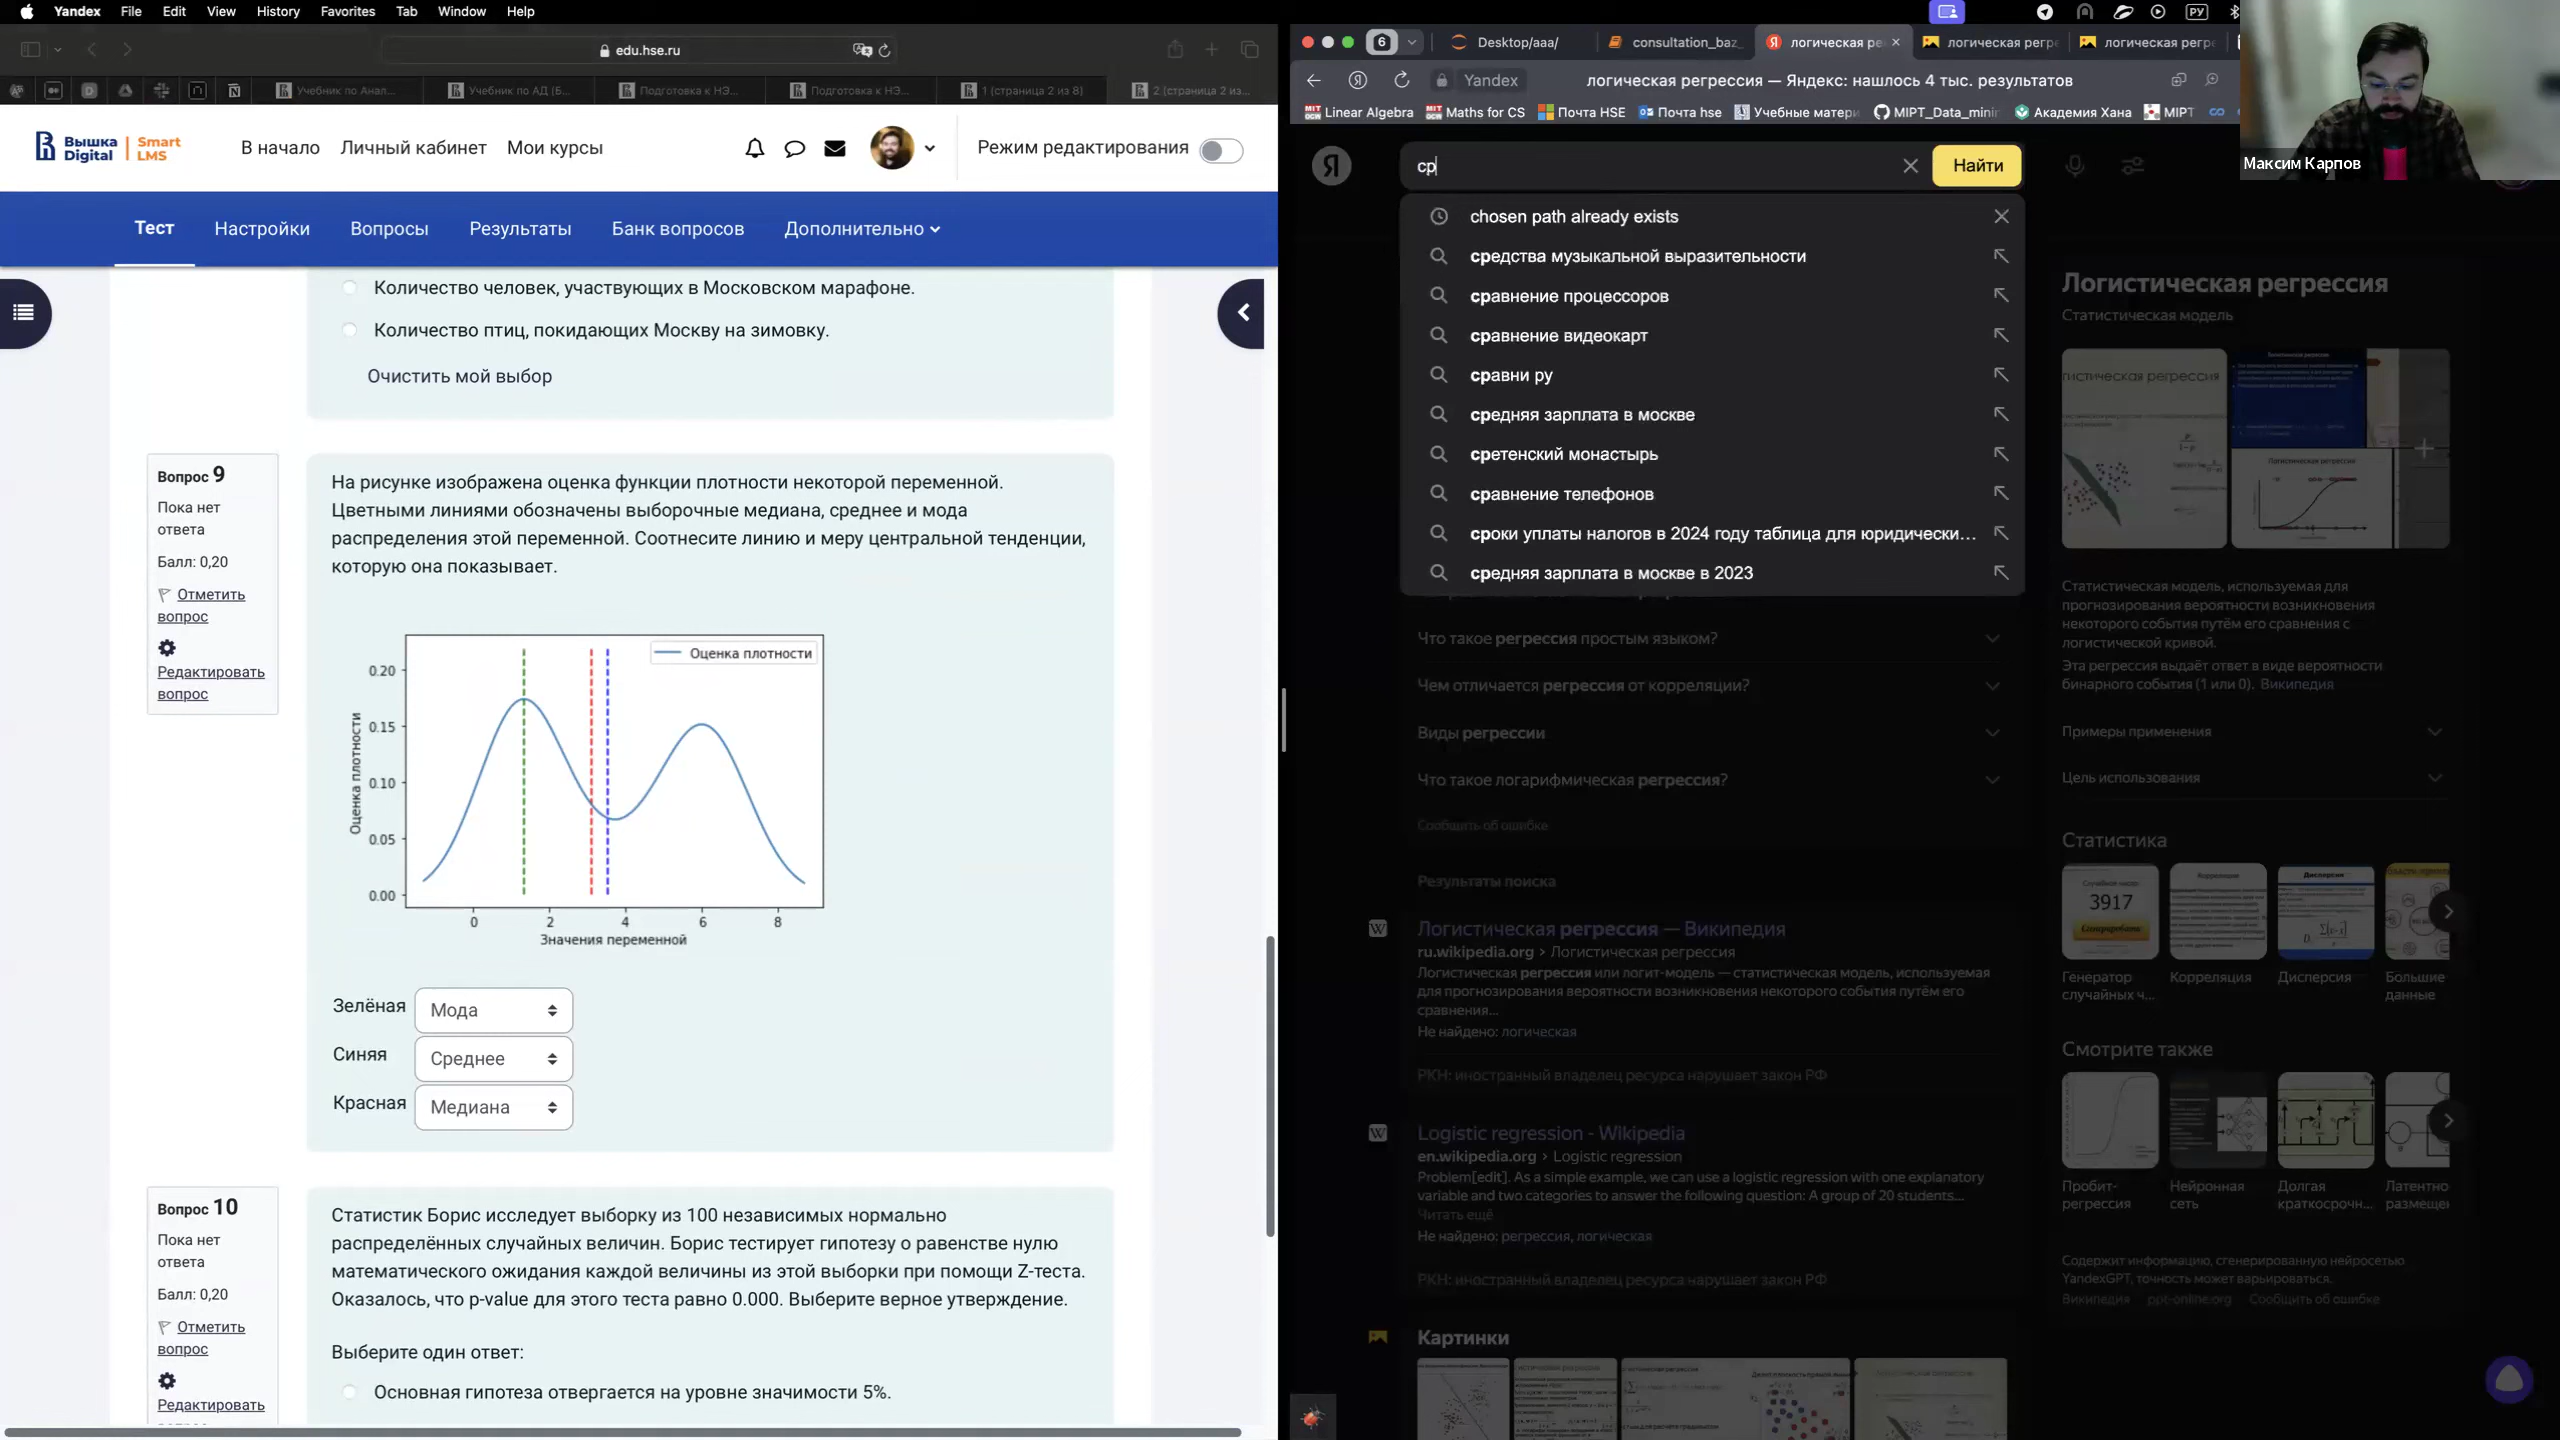 Yandex File Edit View History Favorites Tab Window Help
РУ
edu.hse.ru
Учебник по Анал...
Учебник по АД (Б...
Подготовка к НЭ...
Подготовка к НЭ...
1 (страница 2 из 8)
2 (страница 2 из...
Вышка Digital | Smart LMS
В начало
Личный кабинет
Мои курсы
Режим редактирования
Тест
Настройки
Вопросы
Результаты
Банк вопросов
Дополнительно
Количество человек, участвующих в Московском марафоне.
Количество птиц, покидающих Москву на зимовку.
Очистить мой выбор
Вопрос 9
Пока нет
ответа
Балл: 0,20
Отметить
вопрос
Редактировать
вопрос
На рисунке изображена оценка функции плотности некоторой переменной.
Цветными линиями обозначены выборочные медиана, среднее и мода
распределения этой переменной. Соотнесите линию и меру центральной тенденции,
которую она показывает.
Оценка плотности
Оценка плотности
0.20
0.15
0.10
0.05
0.00
0 2 4 6 8
Значения переменной
Зелёная Мода
Синяя Среднее
Красная Медиана
Вопрос 10
Пока нет
ответа
Балл: 0,20
Отметить
вопрос
Редактировать
Статистик Борис исследует выборку из 100 независимых нормально
распределённых случайных величин. Борис тестирует гипотезу о равенстве нулю
математического ожидания каждой величины из этой выборки при помощи Z-теста.
Оказалось, что p-value для этого теста равно 0.000. Выберите верное утверждение.
Выберите один ответ:
Основная гипотеза отвергается на уровне значимости 5%.
6
Desktop/aaa/
consultation_baz
логическая ре
логическая регре
логическая регре
Yandex
логическая регрессия — Яндекс: нашлось 4 тыс. результатов
Linear Algebra
Maths for CS
Почта HSE
Почта hse
Учебные матери
MIPT_Data_minin
Академия Хана
MIPT
Максим Карпов
ср
Найти
chosen path already exists
средства музыкальной выразительности
сравнение процессоров
сравнение видеокарт
сравни ру
средняя зарплата в москве
сретенский монастырь
сравнение телефонов
сроки уплаты налогов в 2024 году таблица для юридически...
средняя зарплата в москве в 2023
Что такое регрессия простым языком?
Чем отличается регрессия от корреляции?
Виды регрессии
Что такое логарифмическая регрессия?
Сообщить об ошибке
Результаты поиска
Логистическая регрессия — Википедия
ru.wikipedia.org › Логистическая регрессия
Логистическая регрессия или логит-модель — статистическая модель, используемая
для прогнозирования вероятности возникновения некоторого события путём его
сравнения...
Не найдено: логическая
РКН: иностранный владелец ресурса нарушает закон РФ
Logistic regression - Wikipedia
en.wikipedia.org › Logistic regression
Problem[edit]. As a simple example, we can use a logistic regression with one explanatory
variable and two categories to answer the following question: A group of 20 students...
Читать ещё
Не найдено: регрессия, логическая
РКН: иностранный владелец ресурса нарушает закон РФ
Картинки
Логистическая регрессия
Статистическая модель
гистическая регрессия
Статистическая модель, используемая для
прогнозирования вероятности возникновения
некоторого события путём его сравнения с
логистической кривой.
Эта регрессия выдаёт ответ в виде вероятности
бинарного события (1 или 0). Википедия
Примеры применения
Цель использования
Статистика
3917
Корреляция
Дисперсия
Генератор
случайных ч...
Корреляция
Дисперсия
Большие
данные
Смотрите также
Пробит-
регрессия
Нейронная
сеть
Долгая
краткосрочн...
Латентно
размещен
Содержит информацию, сгенерированную нейросетью
YandexGPT, точность может варьироваться.
Википедия ppt-online.org Сообщить об ошибке